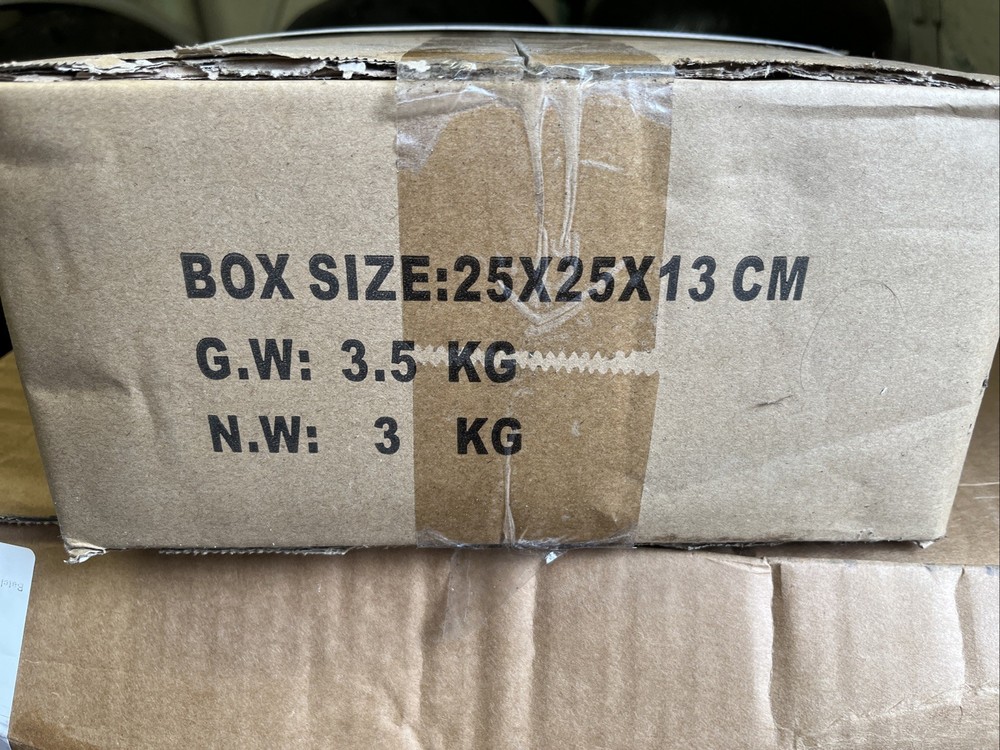 BOX SIZE:25X25X13 CM
G.W: 3.5 KG
N.W: 3 KG